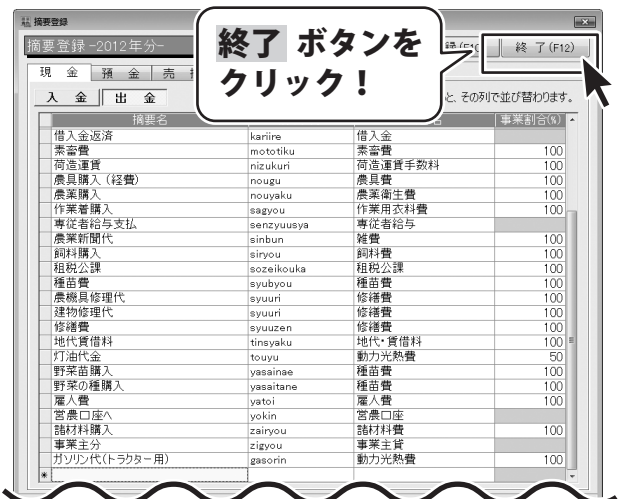 摘要登録
摘要登録 -2012年分-
終了 ボタンを
クリック！
終 了(F12)
現 金 預 金 売
入 金 出 金
と、その列で並び替わります。
摘要名 事業割合(%)
借入金返済 kariire 借入金
素畜費 mototiku 素畜費 100
荷造運賃 nizukuri 荷造運賃手数料 100
農具購入（経費） nougu 農具費 100
農薬購入 nouyaku 農薬衛生費 100
作業着購入 sagyou 作業用衣料費 100
専従者給与支払 senzyuusya 専従者給与
農業新聞代 sinbun 雑費 100
飼料購入 siryou 飼料費 100
租税公課 sozeikouka 租税公課 100
種苗費 syubyou 種苗費 100
農機具修理代 syuuri 修繕費 100
建物修理代 syuuri 修繕費 100
修繕費 syuuzen 修繕費 100
地代賃借料 tinsyaku 地代・賃借料 100
灯油代金 touyu 動力光熱費 50
野菜苗購入 yasainae 種苗費 100
野菜の種購入 yasaitane 種苗費 100
雇人費 yatoi 雇人費 100
営農口座へ yokin 営農口座
諸材料購入 zairyou 諸材料費 100
事業主分 zigyou 事業主貸
ガソリン代(トラクター用) gasorin 動力光熱費 100
*